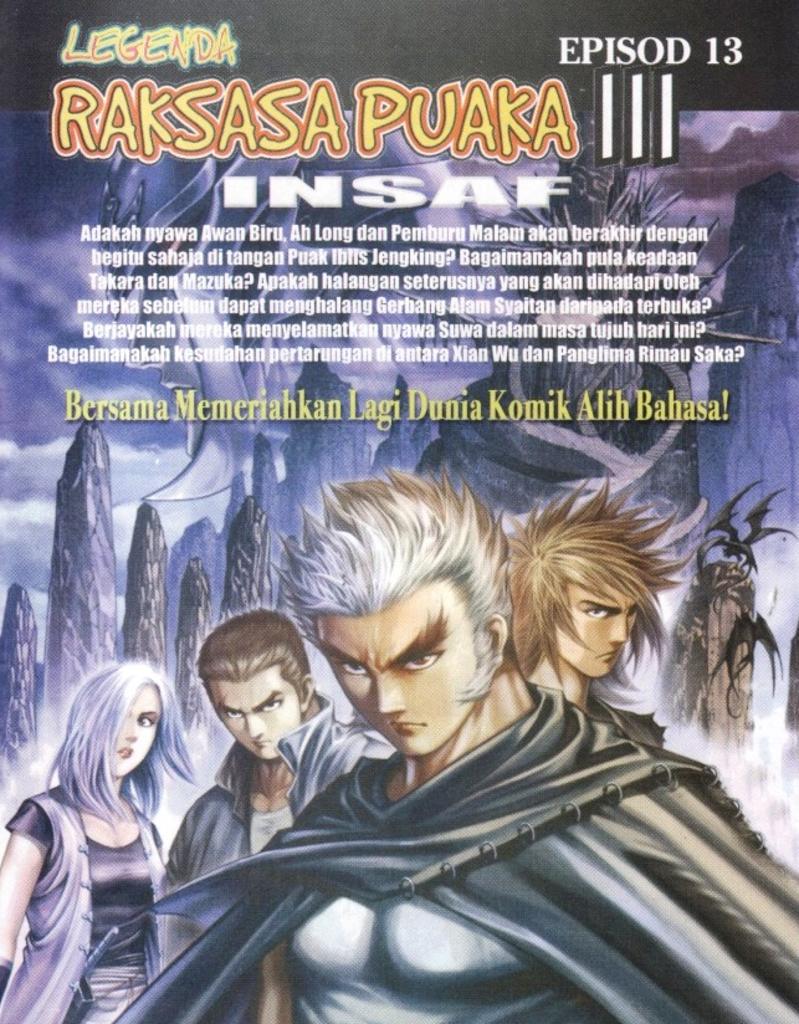 LEGENDA
EPISOD 13
RAKSASA PUAKA III
INSAF
Adakah nyawa Awan Biru, Ah Long dan Pemburu Malam akan berakhir dengan
begitu sahaja di tangan Puak Iblis Jengking? Bagaimanakah pula keadaan
Takara dan Mazuka? Apakah halangan seterusnya yang akan dihadapi oleh
mereka sebelum dapat menghalang Gerbang Alam Syaitan daripada terbuka?
Berjayakah mereka menyelamatkan nyawa Suwa dalam masa tujuh hari ini?
Bagaimanakah kesudahan pertarungan di antara Xian Wu dan Panglima Rimau Saka?
Bersama Memeriahkan Lagi Dunia Komik Alih Bahasa!